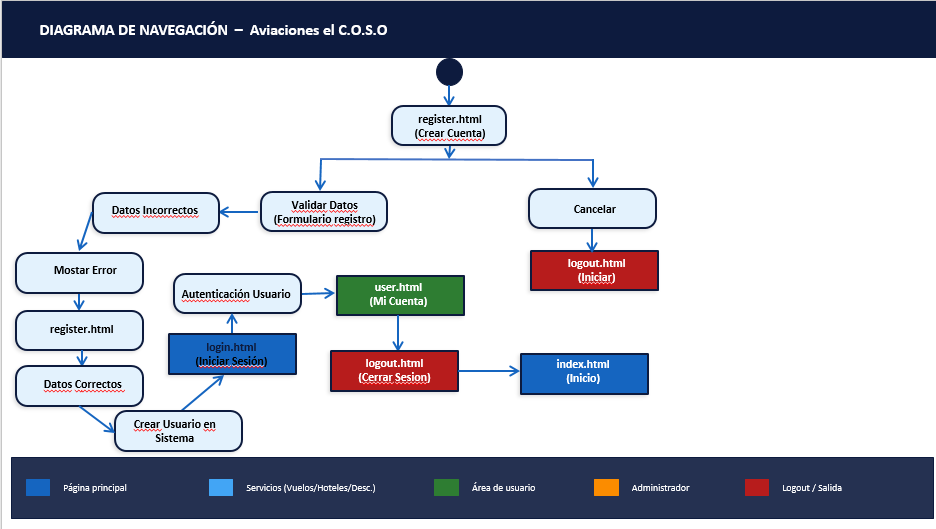 DIAGRAMA DE NAVEGACIÓN – Aviaciones el C.O.S.O
register.html
(Crear Cuenta)
Validar Datos
(Formulario registro)
Datos Incorrectos
Cancelar
logout.html
(Iniciar)
Mostar Error
register.html
Datos Correctos
Crear Usuario en
Sistema
login.html
(Iniciar Sesión)
Autenticación Usuario
user.html
(Mi Cuenta)
logout.html
(Cerrar Sesion)
index.html
(Inicio)
Página principal
Servicios (Vuelos/Hoteles/Desc.)
Área de usuario
Administrador
Logout / Salida